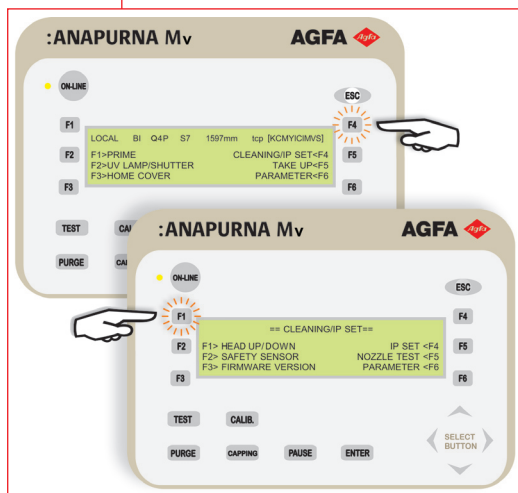 :ANAPURNA Mv AGFA Agfa
ON-LINE
ESC
F1 F4
LOCAL BI Q4P S7 1597mm tcp [KCMYlClMVS]
F2 F1>PRIME CLEANING/IP SET<F4 F5
F2>UV LAMP/SHUTTER TAKE UP<F5
F3 F3>HOME COVER PARAMETER<F6 F6
TEST CAL
PURGE CAP
:ANAPURNA Mv AGFA Agfa
ON-LINE
ESC
F1 F4
== CLEANING/IP SET==
F2 F1> HEAD UP/DOWN IP SET <F4 F5
F2> SAFETY SENSOR NOZZLE TEST <F5
F3 F3> FIRMWARE VERSION PARAMETER <F6 F6
TEST CALIB.
SELECT
BUTTON
PURGE CAPPING PAUSE ENTER